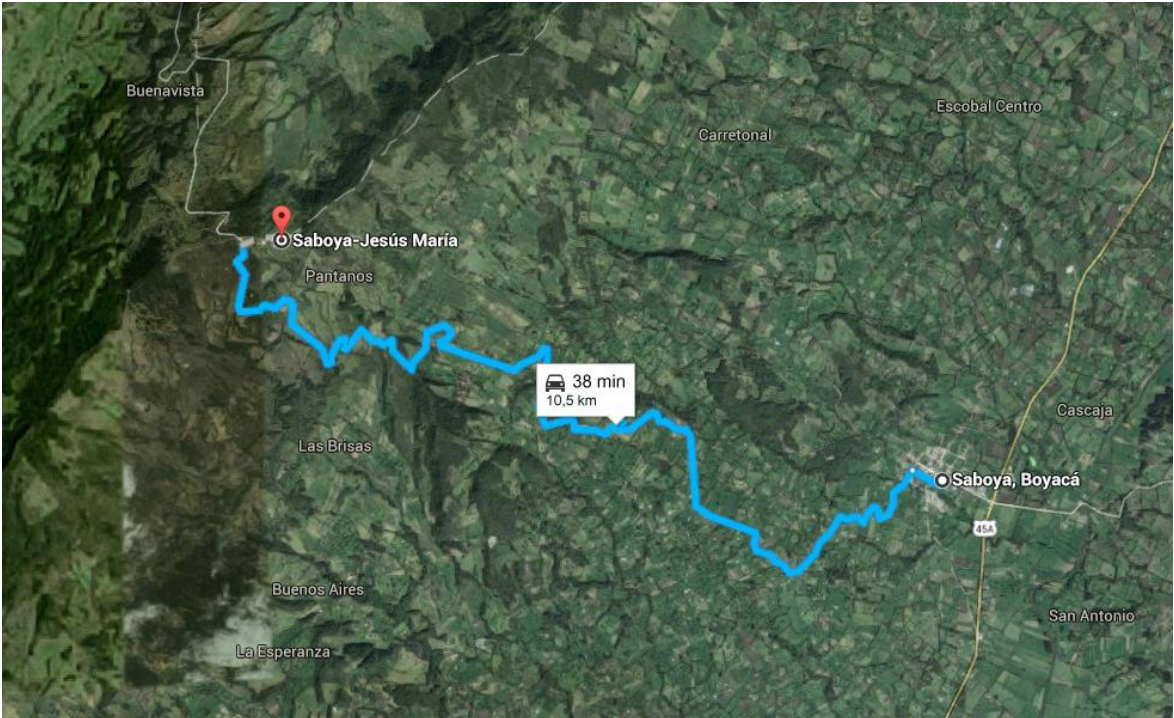 Buenavista
Escobal Centro
Carretonal
Saboya-Jesús María
Pantanos
38 min
10,5 km
Cascaja
Las Brisas
Saboya, Boyacá
45A
Buenos Aires
San Antonio
La Esperanza